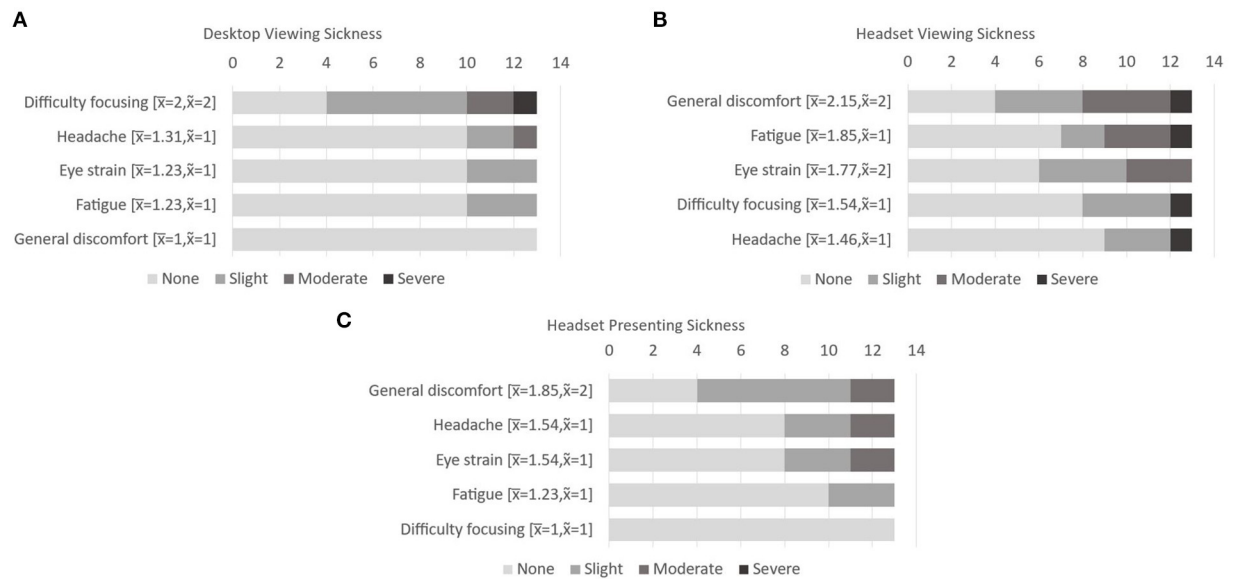 A
Desktop Viewing Sickness
0 2 4 6 8 10 12 14
Difficulty focusing [x̅=2,x̃=2]
Headache [x̅=1.31,x̃=1]
Eye strain [x̅=1.23,x̃=1]
Fatigue [x̅=1.23,x̃=1]
General discomfort [x̅=1,x̃=1]
None Slight Moderate Severe
B
Headset Viewing Sickness
0 2 4 6 8 10 12 14
General discomfort [x̅=2.15,x̃=2]
Fatigue [x̅=1.85,x̃=1]
Eye strain [x̅=1.77,x̃=2]
Difficulty focusing [x̅=1.54,x̃=1]
Headache [x̅=1.46,x̃=1]
None Slight Moderate Severe
C
Headset Presenting Sickness
0 2 4 6 8 10 12 14
General discomfort [x̅=1.85,x̃=2]
Headache [x̅=1.54,x̃=1]
Eye strain [x̅=1.54,x̃=1]
Fatigue [x̅=1.23,x̃=1]
Difficulty focusing [x̅=1,x̃=1]
None Slight Moderate Severe